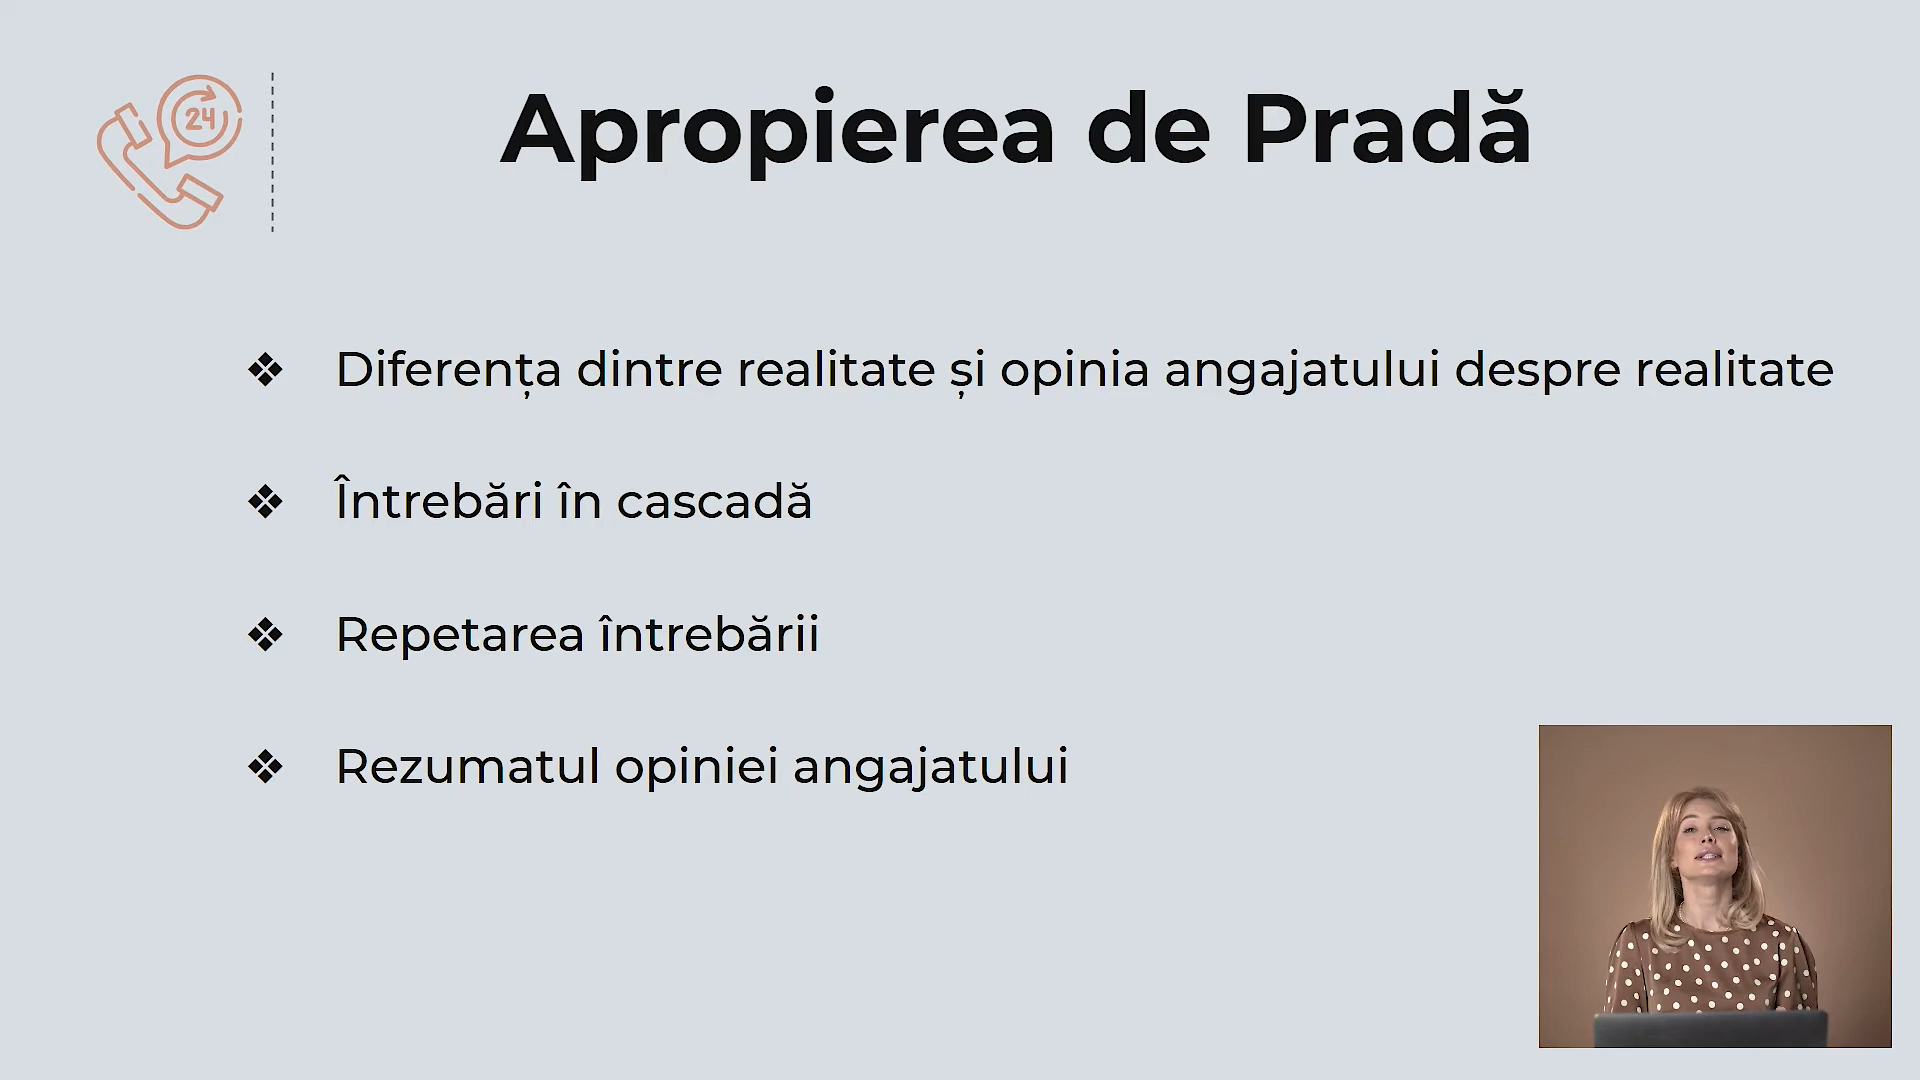 24
Apropierea de Pradă
❖ Diferența dintre realitate și opinia angajatului despre realitate
❖ Întrebări în cascadă
❖ Repetarea întrebării
❖ Rezumatul opiniei angajatului